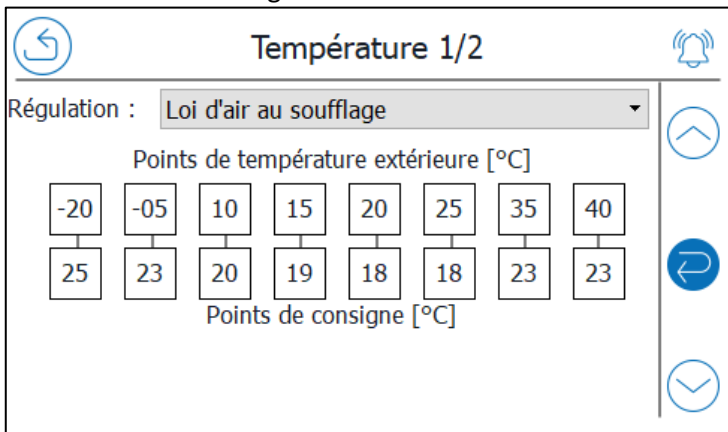 Température 1/2
Régulation : Loi d'air au soufflage
Points de température extérieure [°C]
-20 -05 10 15 20 25 35 40
25 23 20 19 18 18 23 23
Points de consigne [°C]